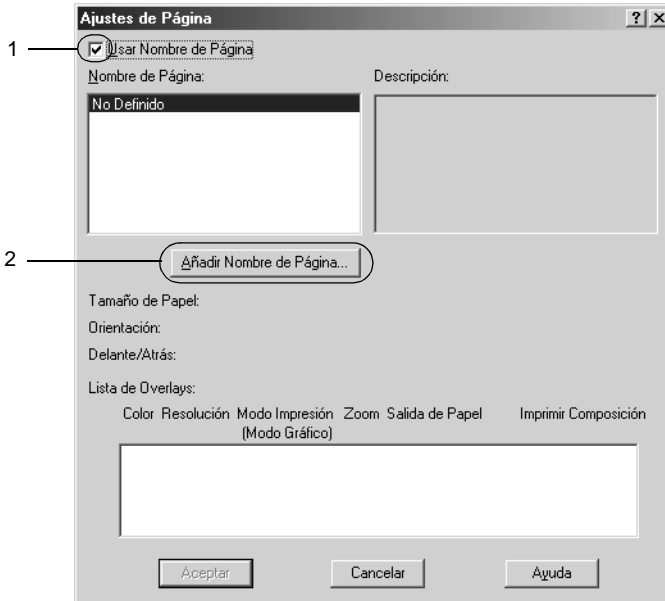 Ajustes de Página
1
Usar Nombre de Página
Nombre de Página: Descripción:
No Definido
2
Añadir Nombre de Página...
Tamaño de Papel:
Orientación:
Delante/Atrás:
Lista de Overlays:
Color Resolución Modo Impresión Zoom Salida de Papel Imprimir Composición
(Modo Gráfico)
Aceptar Cancelar Ayuda